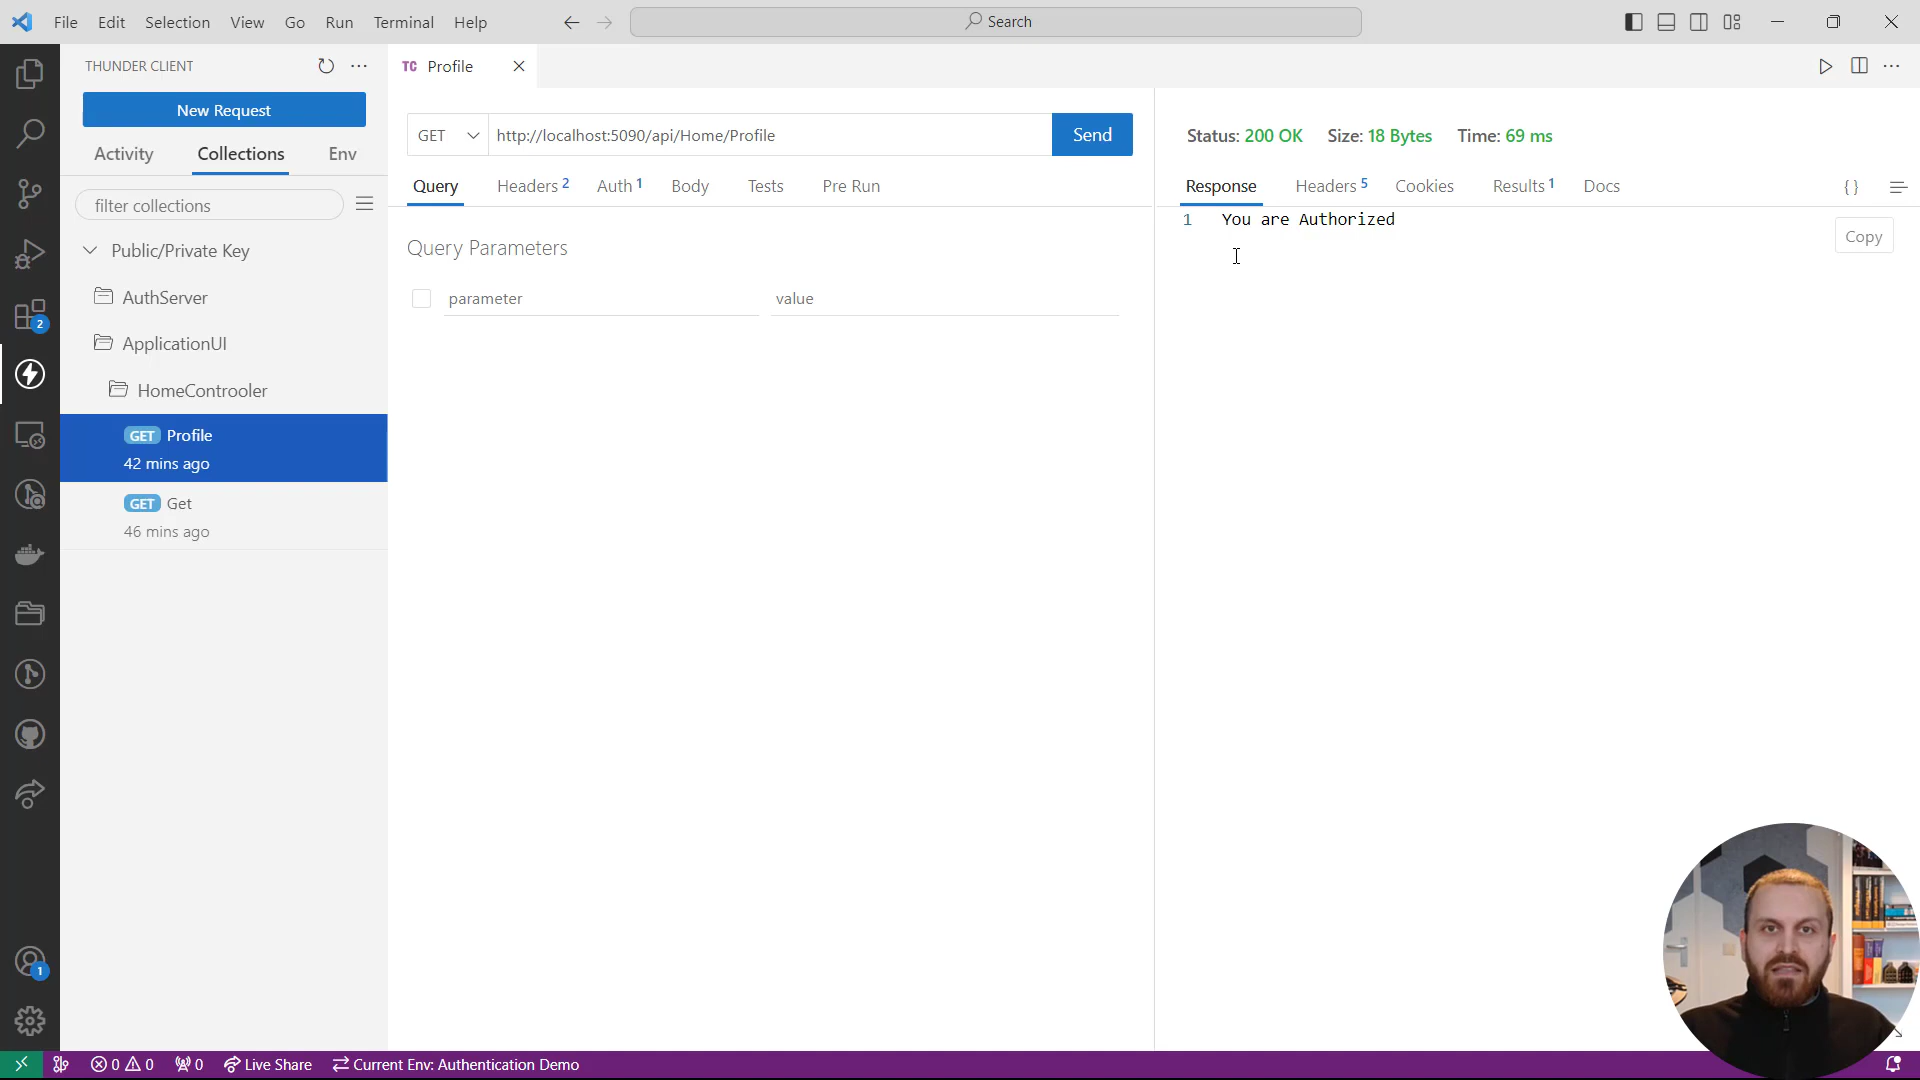 File Edit Selection View Go Run Terminal Help
Search
THUNDER CLIENT
New Request
Activity Collections Env
filter collections
Public/Private Key
AuthServer
ApplicationUI
HomeControoler
GET Profile
42 mins ago
GET Get
46 mins ago
2
1
TC Profile
GET http://localhost:5090/api/Home/Profile Send
Query Headers 2 Auth 1 Body Tests Pre Run
Query Parameters
parameter value
Status: 200 OK Size: 18 Bytes Time: 69 ms
Response Headers 5 Cookies Results 1 Docs { }
1 You are Authorized
Copy
0 0 0 Live Share Current Env: Authentication Demo